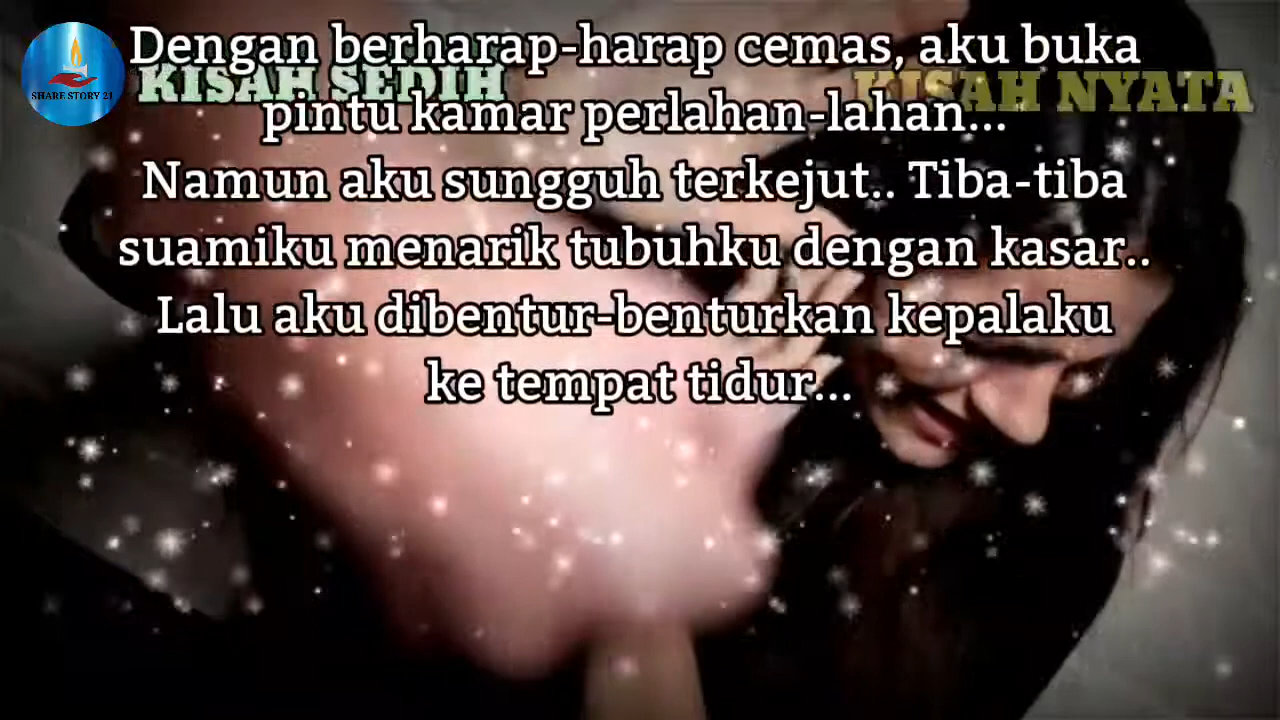 Dengan berharap-harap cemas, aku buka
KISAH SEDIH
KISAH NYATA
SHARE STORY 21
pintu kamar perlahan-lahan...
Namun aku sungguh terkejut.. Tiba-tiba
suamiku menarik tubuhku dengan kasar..
Lalu aku dibentur-benturkan kepalaku
ke tempat tidur...